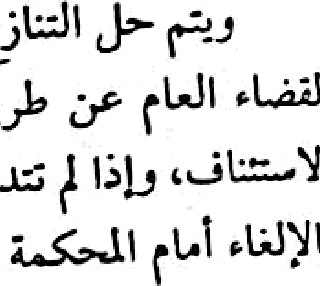 ويتم حل التناز
لقضاء العام عن طر
لاستئناف، وإذا لم تتد
الإلغاء أمام المحكمة